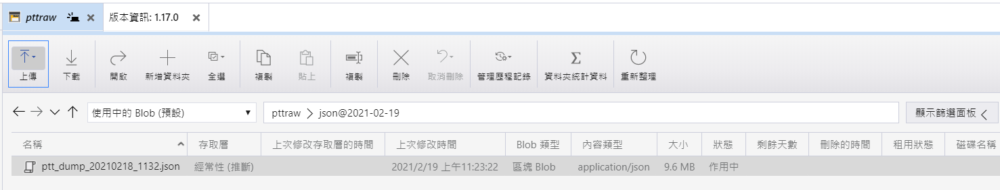 pttraw 版本資訊: 1.17.0
上傳 下載 開啟 新增資料夾 全選 複製 貼上 複製 刪除 取消刪除 管理歷程記錄 資料夾統計資料 重新整理
使用中的 Blob (預設) pttraw json@2021-02-19 顯示篩選面板
名稱 存取層 上次修改存取層的時間 上次修改時間 Blob 類型 內容類型 大小 狀態 剩餘天數 刪除的時間 租用狀態 磁碟名稱
ptt_dump_20210218_1132.json 經常性 (推斷) 2021/2/19 上午11:23:22 區塊 Blob application/json 9.6 MB 作用中